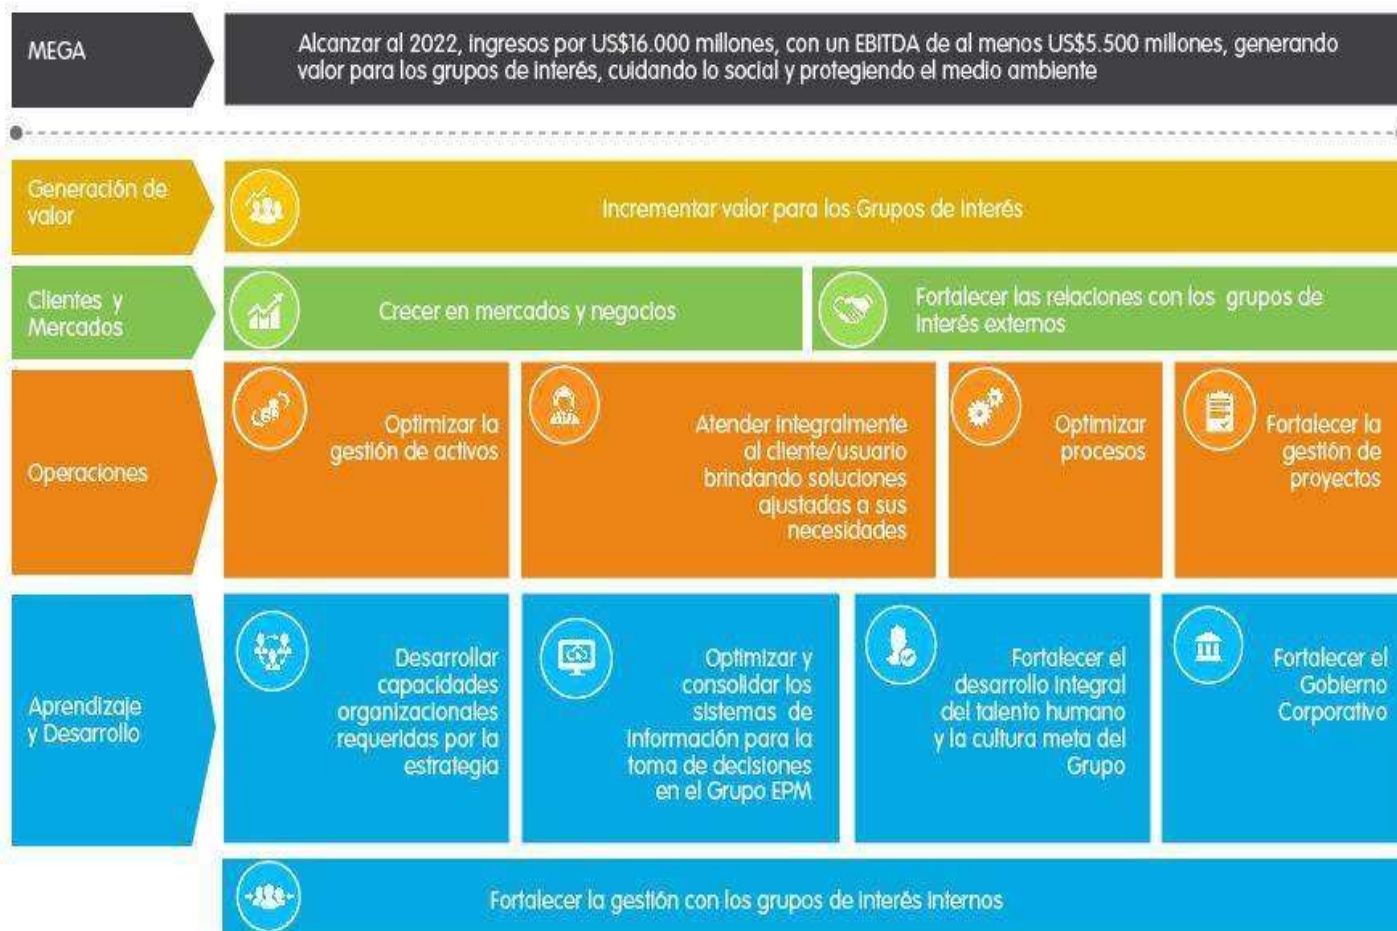 MEGA
Alcanzar al 2022, ingresos por US$16.000 millones, con un EBITDA de al menos US$5.500 millones, generando
valor para los grupos de interés, cuidando lo social y protegiendo el medio ambiente
Generación de
valor
Incrementar valor para los Grupos de Interés
Clientes y
Mercados
Crecer en mercados y negocios
Fortalecer las relaciones con los grupos de
Interés externos
Operaciones
Optimizar la
gestión de activos
Atender integralmente
al cliente/usuario
brindando soluciones
ajustadas a sus
necesidades
Optimizar
procesos
Fortalecer la
gestión de
proyectos
Aprendizaje
y Desarrollo
Desarrollar
capacidades
organizacionales
requeridas por la
estrategia
Optimizar y
consolidar los
sistemas de
información para la
toma de decisiones
en el Grupo EPM
Fortalecer el
desarrollo integral
del talento humano
y la cultura meta del
Grupo
Fortalecer el
Gobierno
Corporativo
Fortalecer la gestión con los grupos de interés internos